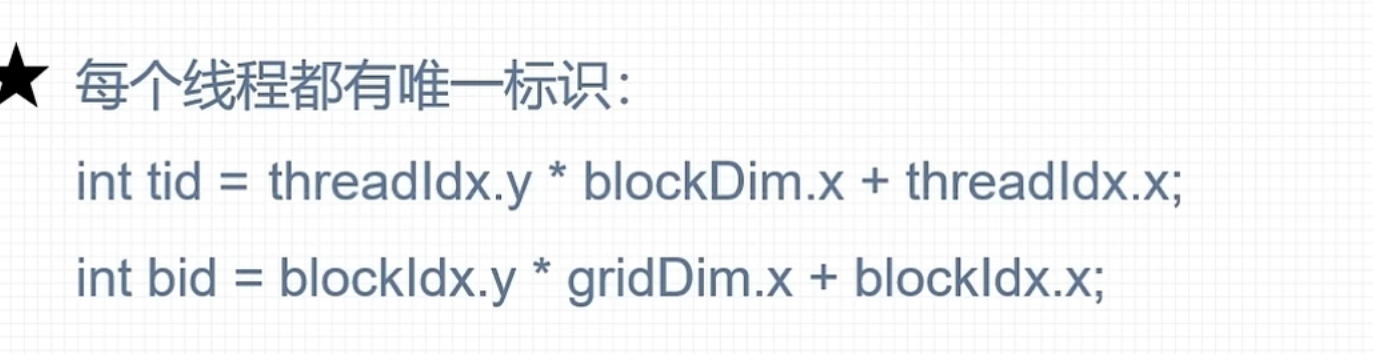 每个线程都有唯一标识：
int tid = threadIdx.y * blockDim.x + threadIdx.x;
int bid = blockIdx.y * gridDim.x + blockIdx.x;